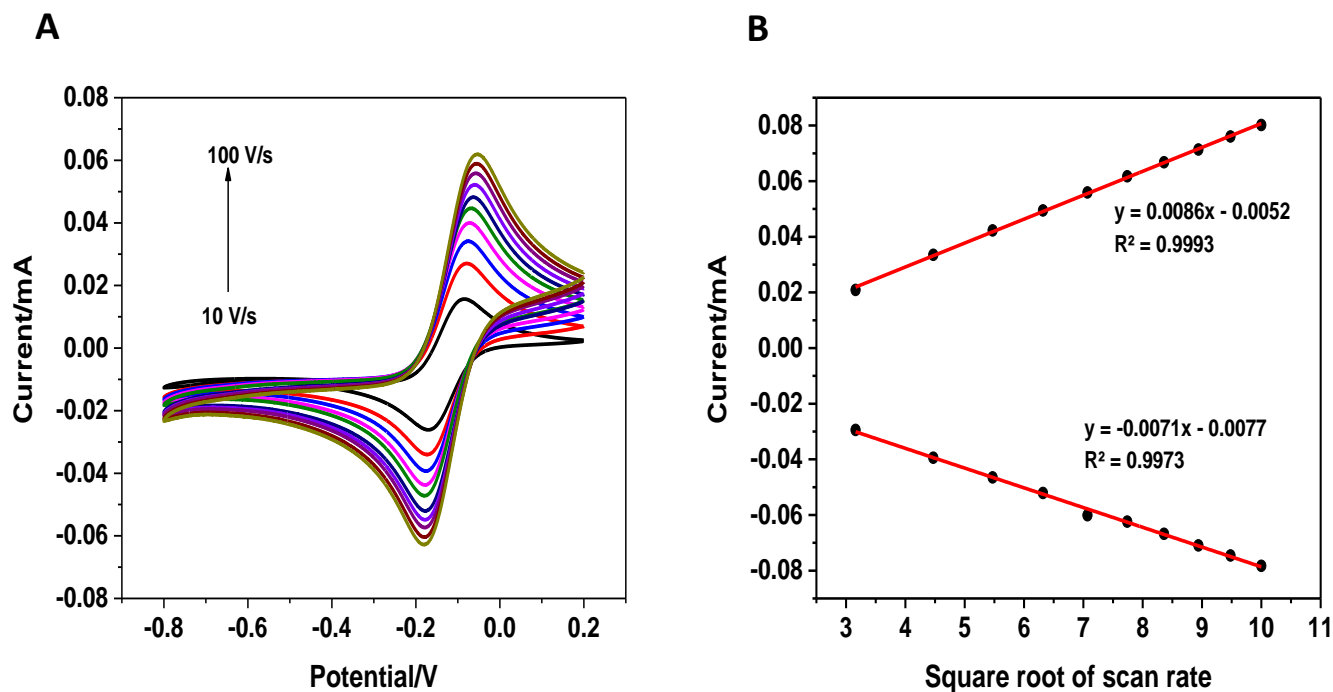 A
B
0.08
0.06
0.04
0.02
0.00
-0.02
-0.04
-0.06
-0.08
Current/mA
100 V/s
10 V/s
-0.8 -0.6 -0.4 -0.2 0.0 0.2
Potential/V
0.08
0.06
0.04
0.02
0.00
-0.02
-0.04
-0.06
-0.08
Current/mA
y = 0.0086x - 0.0052
R² = 0.9993
y = -0.0071x - 0.0077
R² = 0.9973
3 4 5 6 7 8 9 10 11
Square root of scan rate